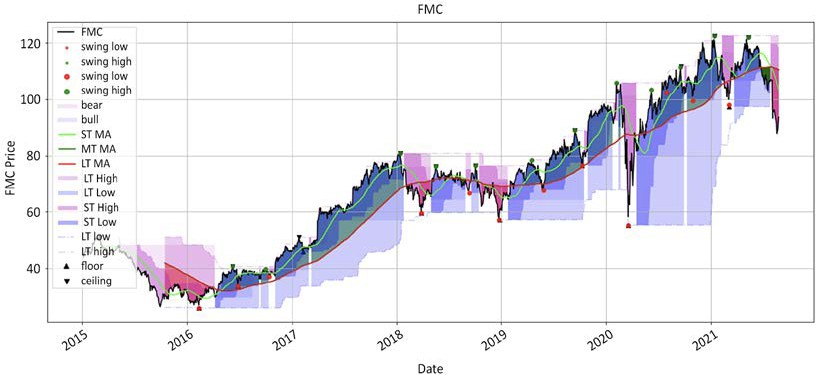 FMC
FMC
swing low
swing high
swing low
swing high
bear
bull
ST MA
MT MA
LT MA
LT High
LT Low
ST High
ST Low
LT low
LT high
floor
ceiling
120
100
80
60
40
FMC Price
2015
2016
2017
2018
2019
2020
2021
Date